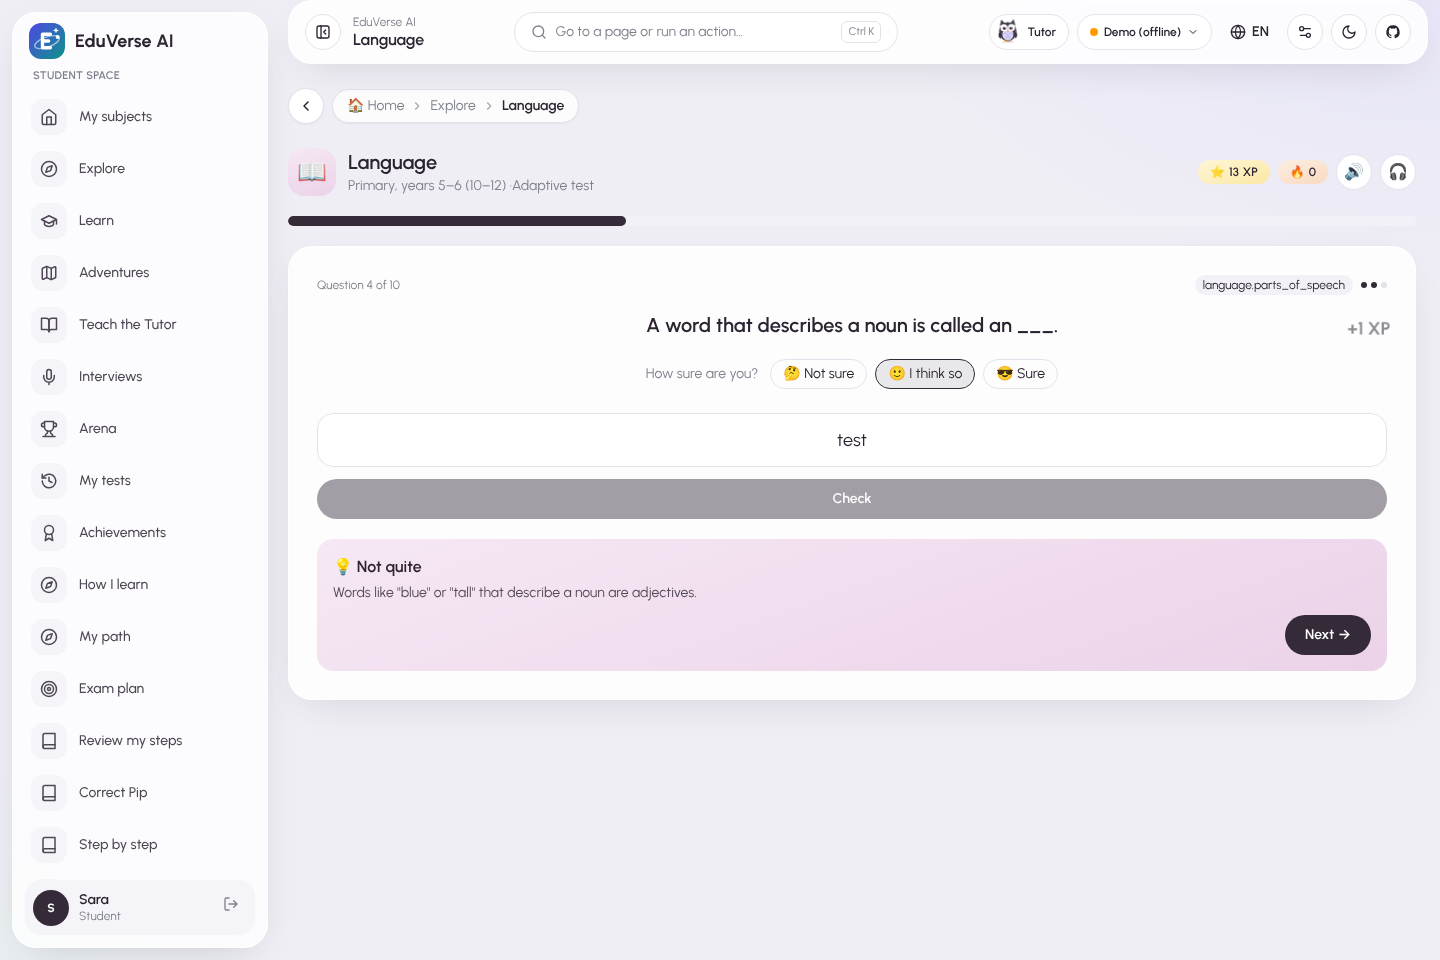 EduVerse AI
STUDENT SPACE
My subjects
Explore
Learn
Adventures
Teach the Tutor
Interviews
Arena
My tests
Achievements
How I learn
My path
Exam plan
Review my steps
Correct Pip
Step by step
S
Sara
Student
EduVerse AI
Language
Go to a page or run an action...
Ctrl K
Tutor
Demo (offline)
EN
Home > Explore > Language
Language
Primary, years 5–6 (10–12) · Adaptive test
13 XP
0
Question 4 of 10
language.parts_of_speech
A word that describes a noun is called an ___.
+1 XP
How sure are you?
Not sure
I think so
Sure
test
Check
Not quite
Words like "blue" or "tall" that describe a noun are adjectives.
Next →